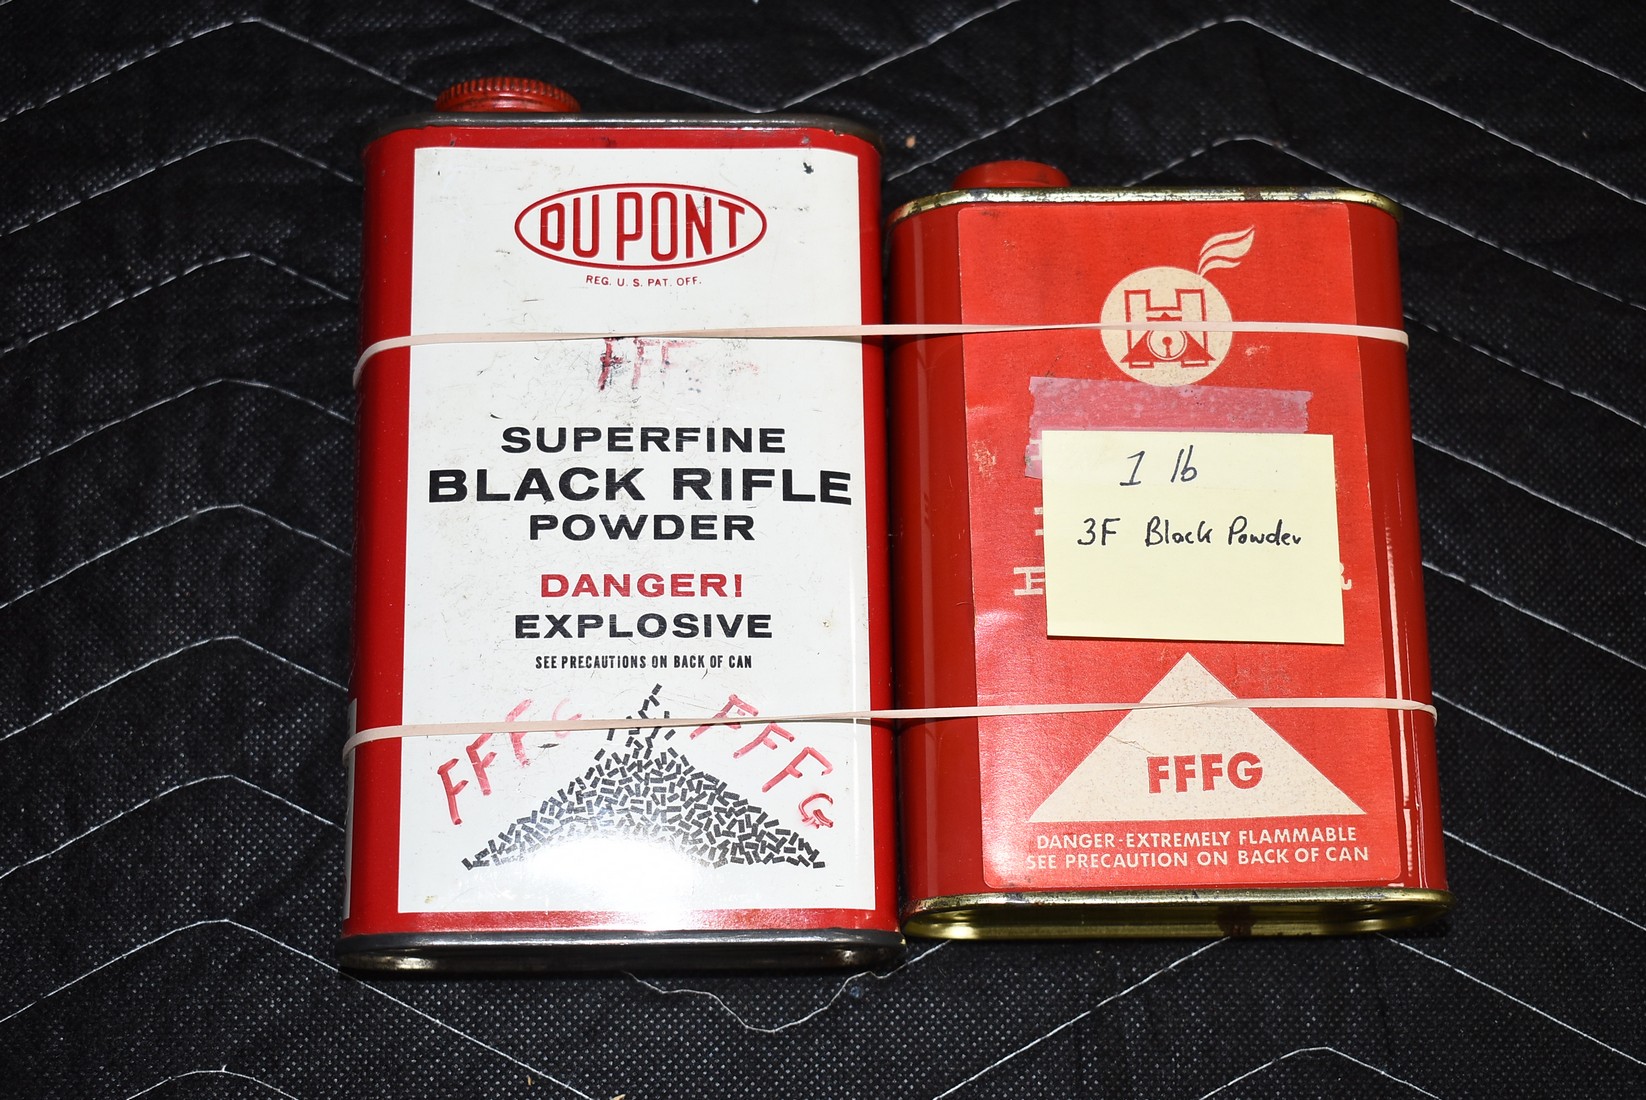 DU PONT
REG. U. S. PAT. OFF.
FFF
SUPERFINE
BLACK RIFLE
POWDER
DANGER!
EXPLOSIVE
SEE PRECAUTIONS ON BACK OF CAN
FFFG
FFFG
H
1 lb
3F Black Powder
FFFG
DANGER-EXTREMELY FLAMMABLE
SEE PRECAUTION ON BACK OF CAN